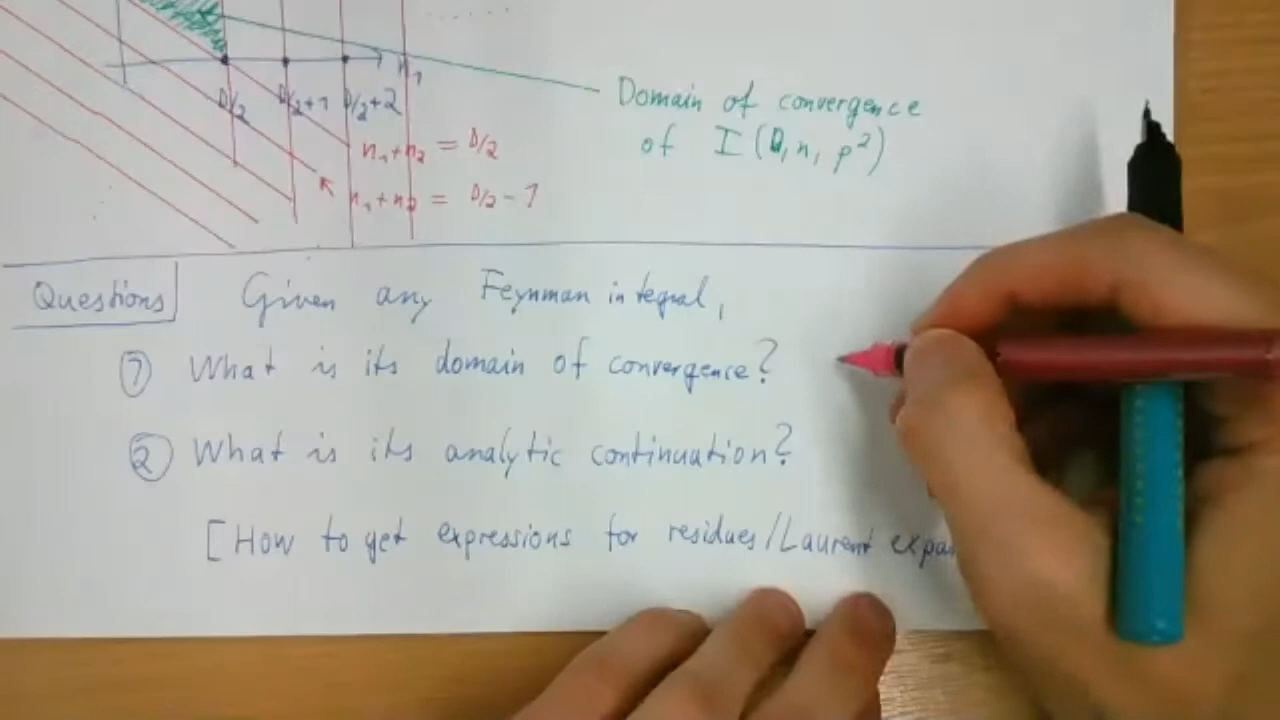 n₁
D/2 D/2+1 D/2+2
Domain of convergence
of I(D, n, p²)
n₁+n₂ = D/2
n₁+n₂ = D/2 - 1
Questions Given any Feynman integral,
① What is its domain of convergence?
② What is its analytic continuation?
[How to get expressions for residues/Laurent expan